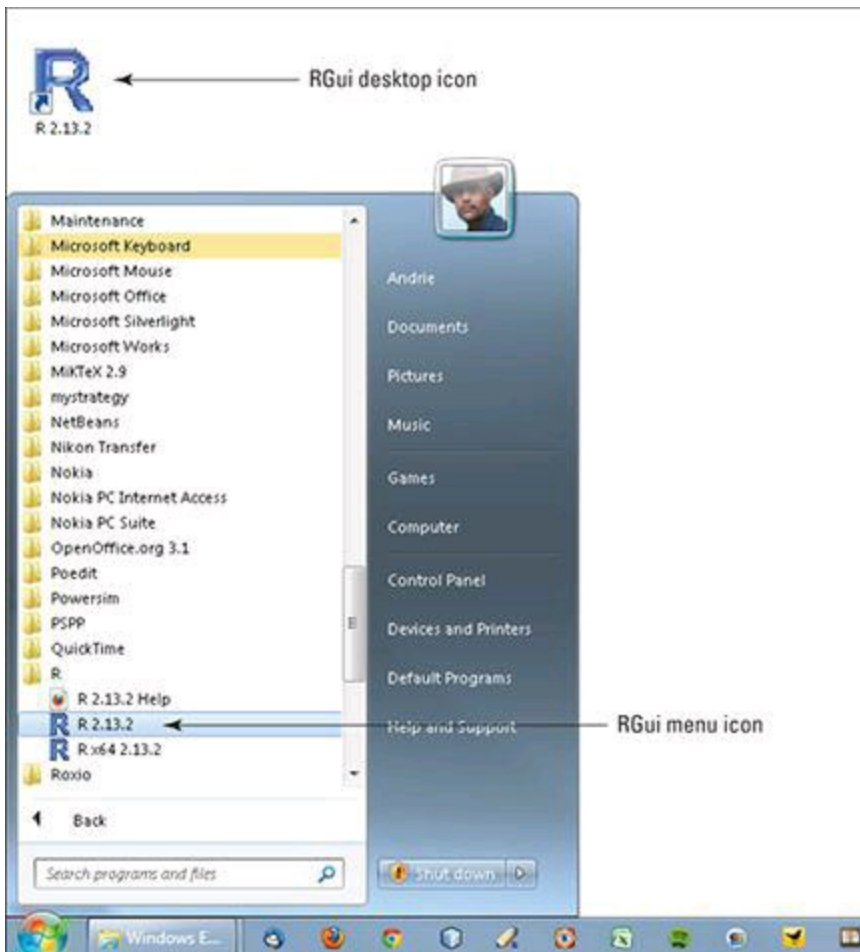 RGui desktop icon
R 2.13.2
Maintenance
Microsoft Keyboard
Microsoft Mouse
Microsoft Office
Microsoft Silverlight
Microsoft Works
MiKTeX 2.9
mystrategy
NetBeans
Nikon Transfer
Nokia
Nokia PC Internet Access
Nokia PC Suite
OpenOffice.org 3.1
Poedit
Powersim
PSPP
QuickTime
R
R 2.13.2 Help
R 2.13.2
R x64 2.13.2
Roxio
Back
Search programs and files
Andrie
Documents
Pictures
Music
Games
Computer
Control Panel
Devices and Printers
Default Programs
Help and Support
RGui menu icon
Shut down
Windows E...